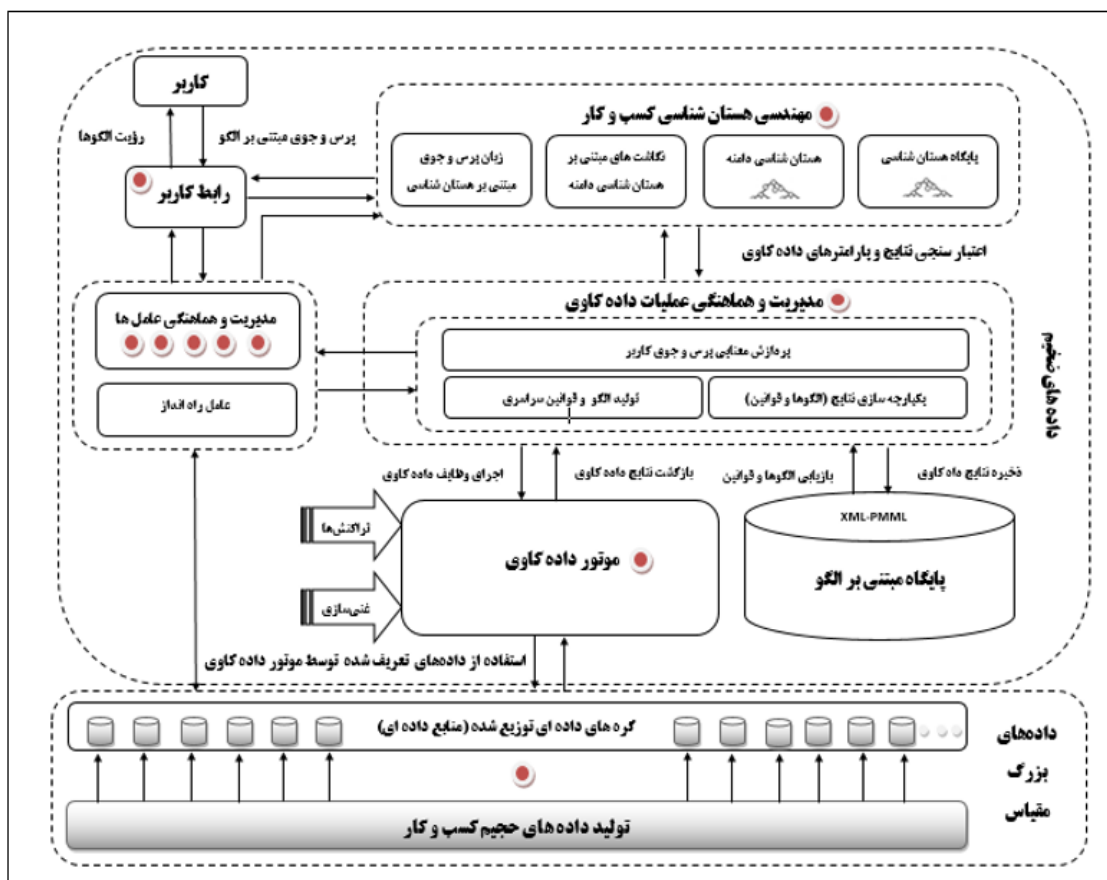 کاربر
رؤیت الگوها
پرس و جوی مبتنی بر الگو
رابط کاربر
مهندسی هستان شناسی کسب و کار
پایگاه هستان شناسی
هستان شناسی دامنه
نگاشت های مبتنی بر
هستان شناسی دامنه
زبان پرس و جوی
مبتنی بر هستان شناسی
اعتبار سنجی نتایج و پارامترهای داده کاوی
مدیریت و هماهنگی عملیات داده کاوی
پردازش معنایی پرس و جوی کاربر
یکپارچه سازی نتایج (الگوها و قوانین)
تولید الگو و قوانین سراسری
مدیریت و هماهنگی عامل ها
عامل راه انداز
داده های ضخیم
اجرای وظایف داده کاوی
بازگشت نتایج داده کاوی
بازیابی الگوها و قوانین
ذخیره نتایج داه کاوی
تراکنش‌ها
غنی‌سازی
موتور داده کاوی
XML-PMML
پایگاه مبتنی بر الگو
استفاده از داده‌های تعریف شده توسط موتور داده کاوی
گره های داده ای توزیع شده (منابع داده ای)
داده‌های
بزرگ
مقیاس
تولید داده های حجیم کسب و کار